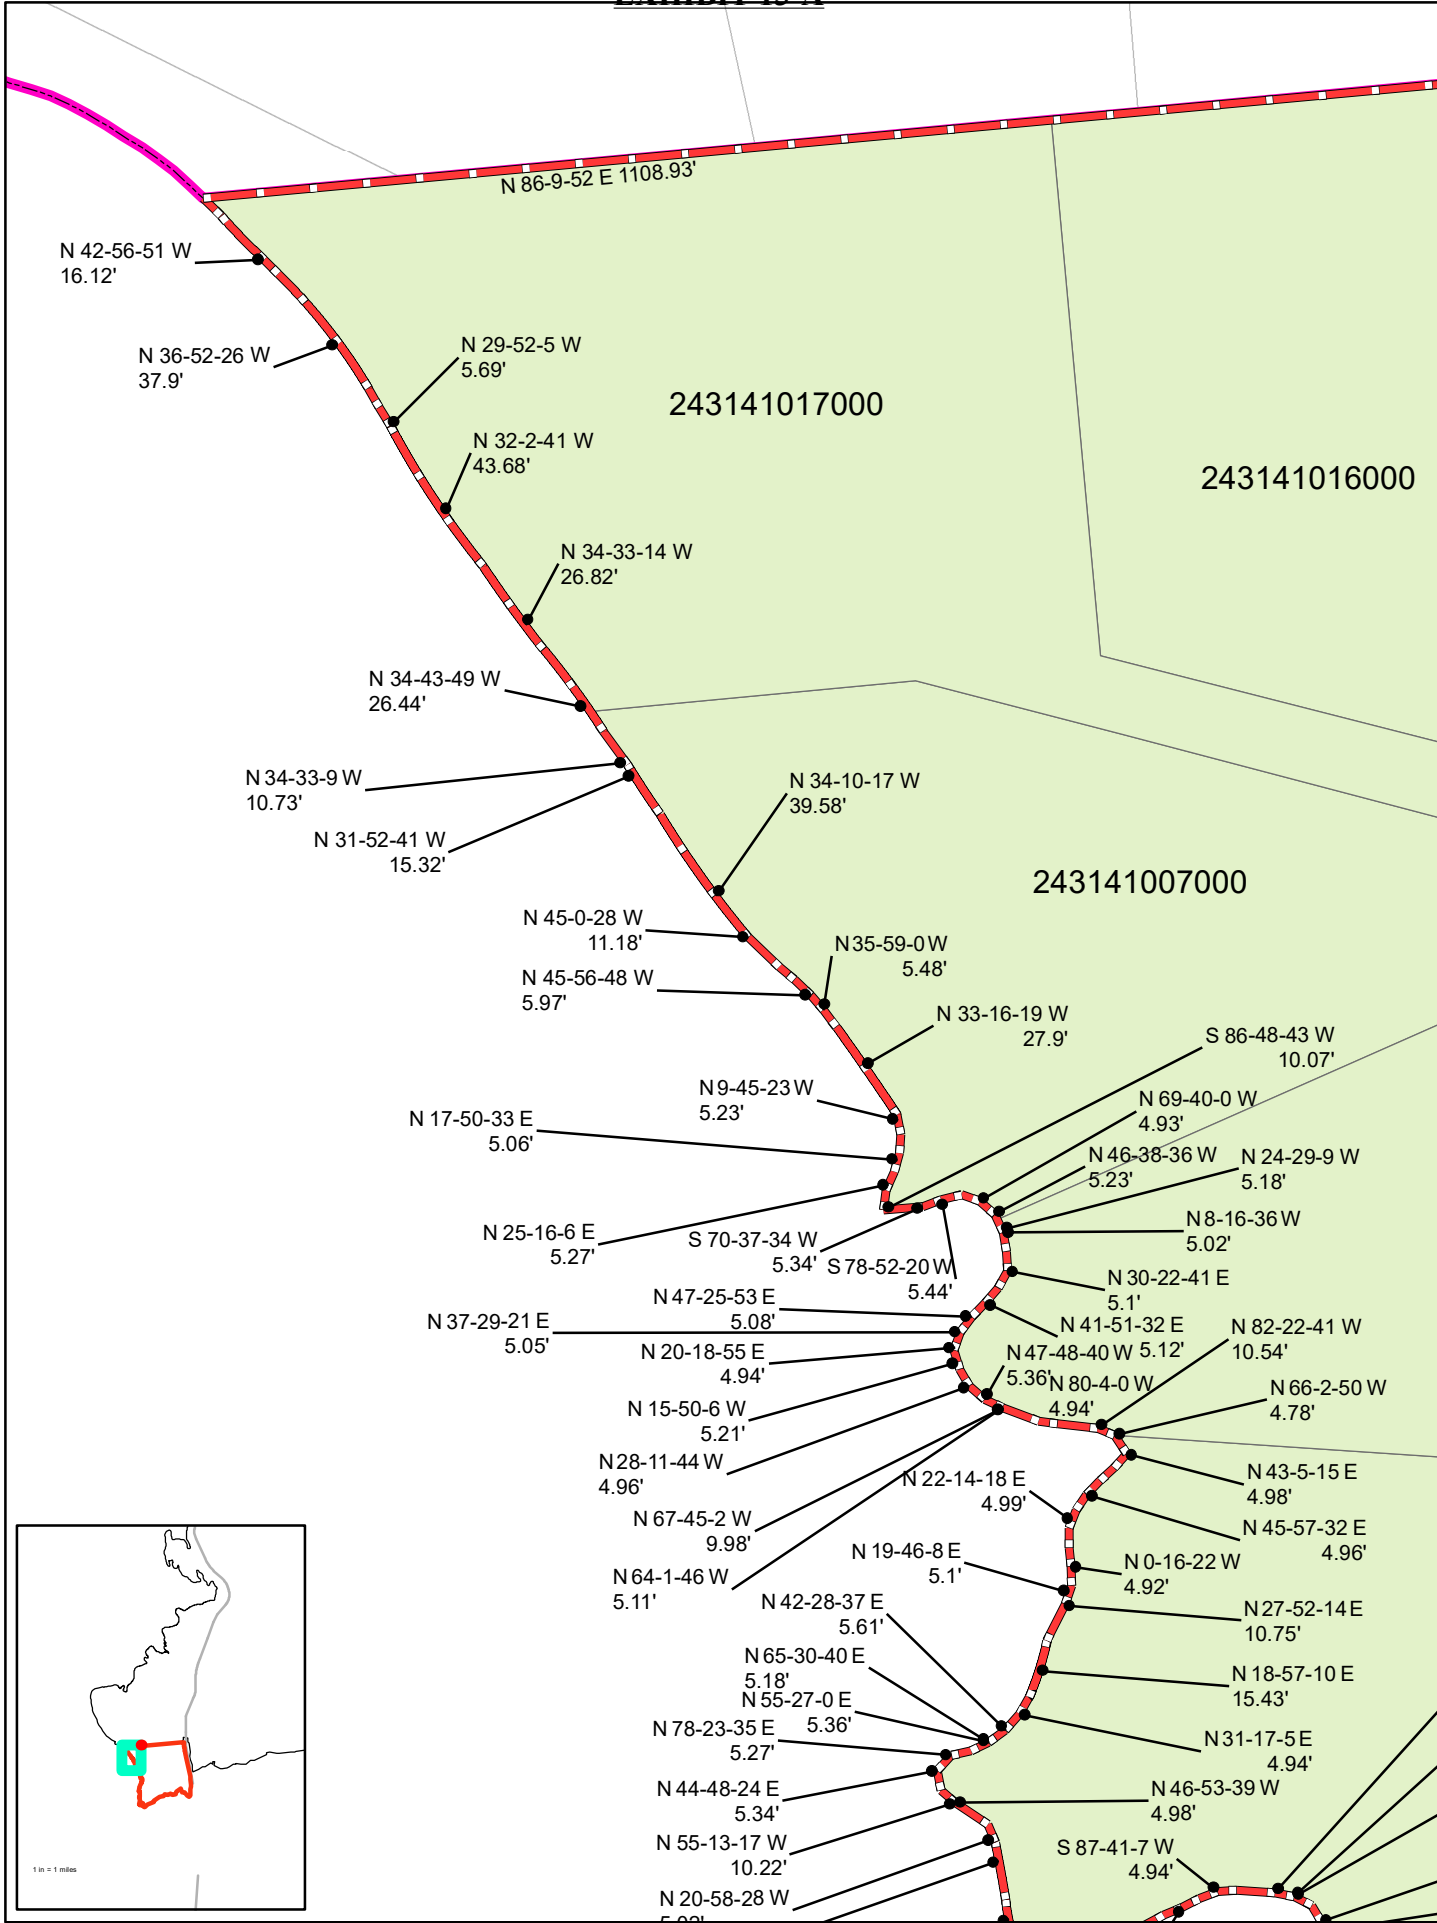 N 86-9-52 E 1108.93'
N 42-56-51 W
16.12'
N 36-52-26 W
37.9'
N 29-52-5 W
5.69'
243141017000
N 32-2-41 W
43.68'
243141016000
N 34-33-14 W
26.82'
N 34-43-49 W
26.44'
N 34-33-9 W
10.73'
N 34-10-17 W
39.58'
N 31-52-41 W
15.32'
243141007000
N 45-0-28 W
11.18'
N 35-59-0 W
5.48'
N 45-56-48 W
5.97'
N 33-16-19 W
27.9'
S 86-48-43 W
10.07'
N 9-45-23 W
5.23'
N 69-40-0 W
4.93'
N 17-50-33 E
5.06'
N 46-38-36 W
5.23'
N 24-29-9 W
5.18'
N 25-16-6 E
5.27'
S 70-37-34 W
5.34'
N 8-16-36 W
5.02'
S 78-52-20 W
5.44'
N 30-22-41 E
5.1'
N 47-25-53 E
5.08'
N 37-29-21 E
5.05'
N 41-51-32 E
5.12'
N 82-22-41 W
10.54'
N 20-18-55 E
4.94'
N 47-48-40 W
5.36'
N 80-4-0 W
4.94'
N 66-2-50 W
4.78'
N 15-50-6 W
5.21'
N 28-11-44 W
4.96'
N 22-14-18 E
4.99'
N 43-5-15 E
4.98'
N 67-45-2 W
9.98'
N 45-57-32 E
4.96'
N 19-46-8 E
5.1'
N 0-16-22 W
4.92'
N 64-1-46 W
5.11'
N 42-28-37 E
5.61'
N 27-52-14 E
10.75'
N 65-30-40 E
5.18'
N 18-57-10 E
15.43'
N 55-27-0 E
5.36'
N 78-23-35 E
5.27'
N 31-17-5 E
4.94'
N 44-48-24 E
5.34'
N 46-53-39 W
4.98'
N 55-13-17 W
10.22'
S 87-41-7 W
4.94'
N 20-58-28 W
1 in = 1 miles